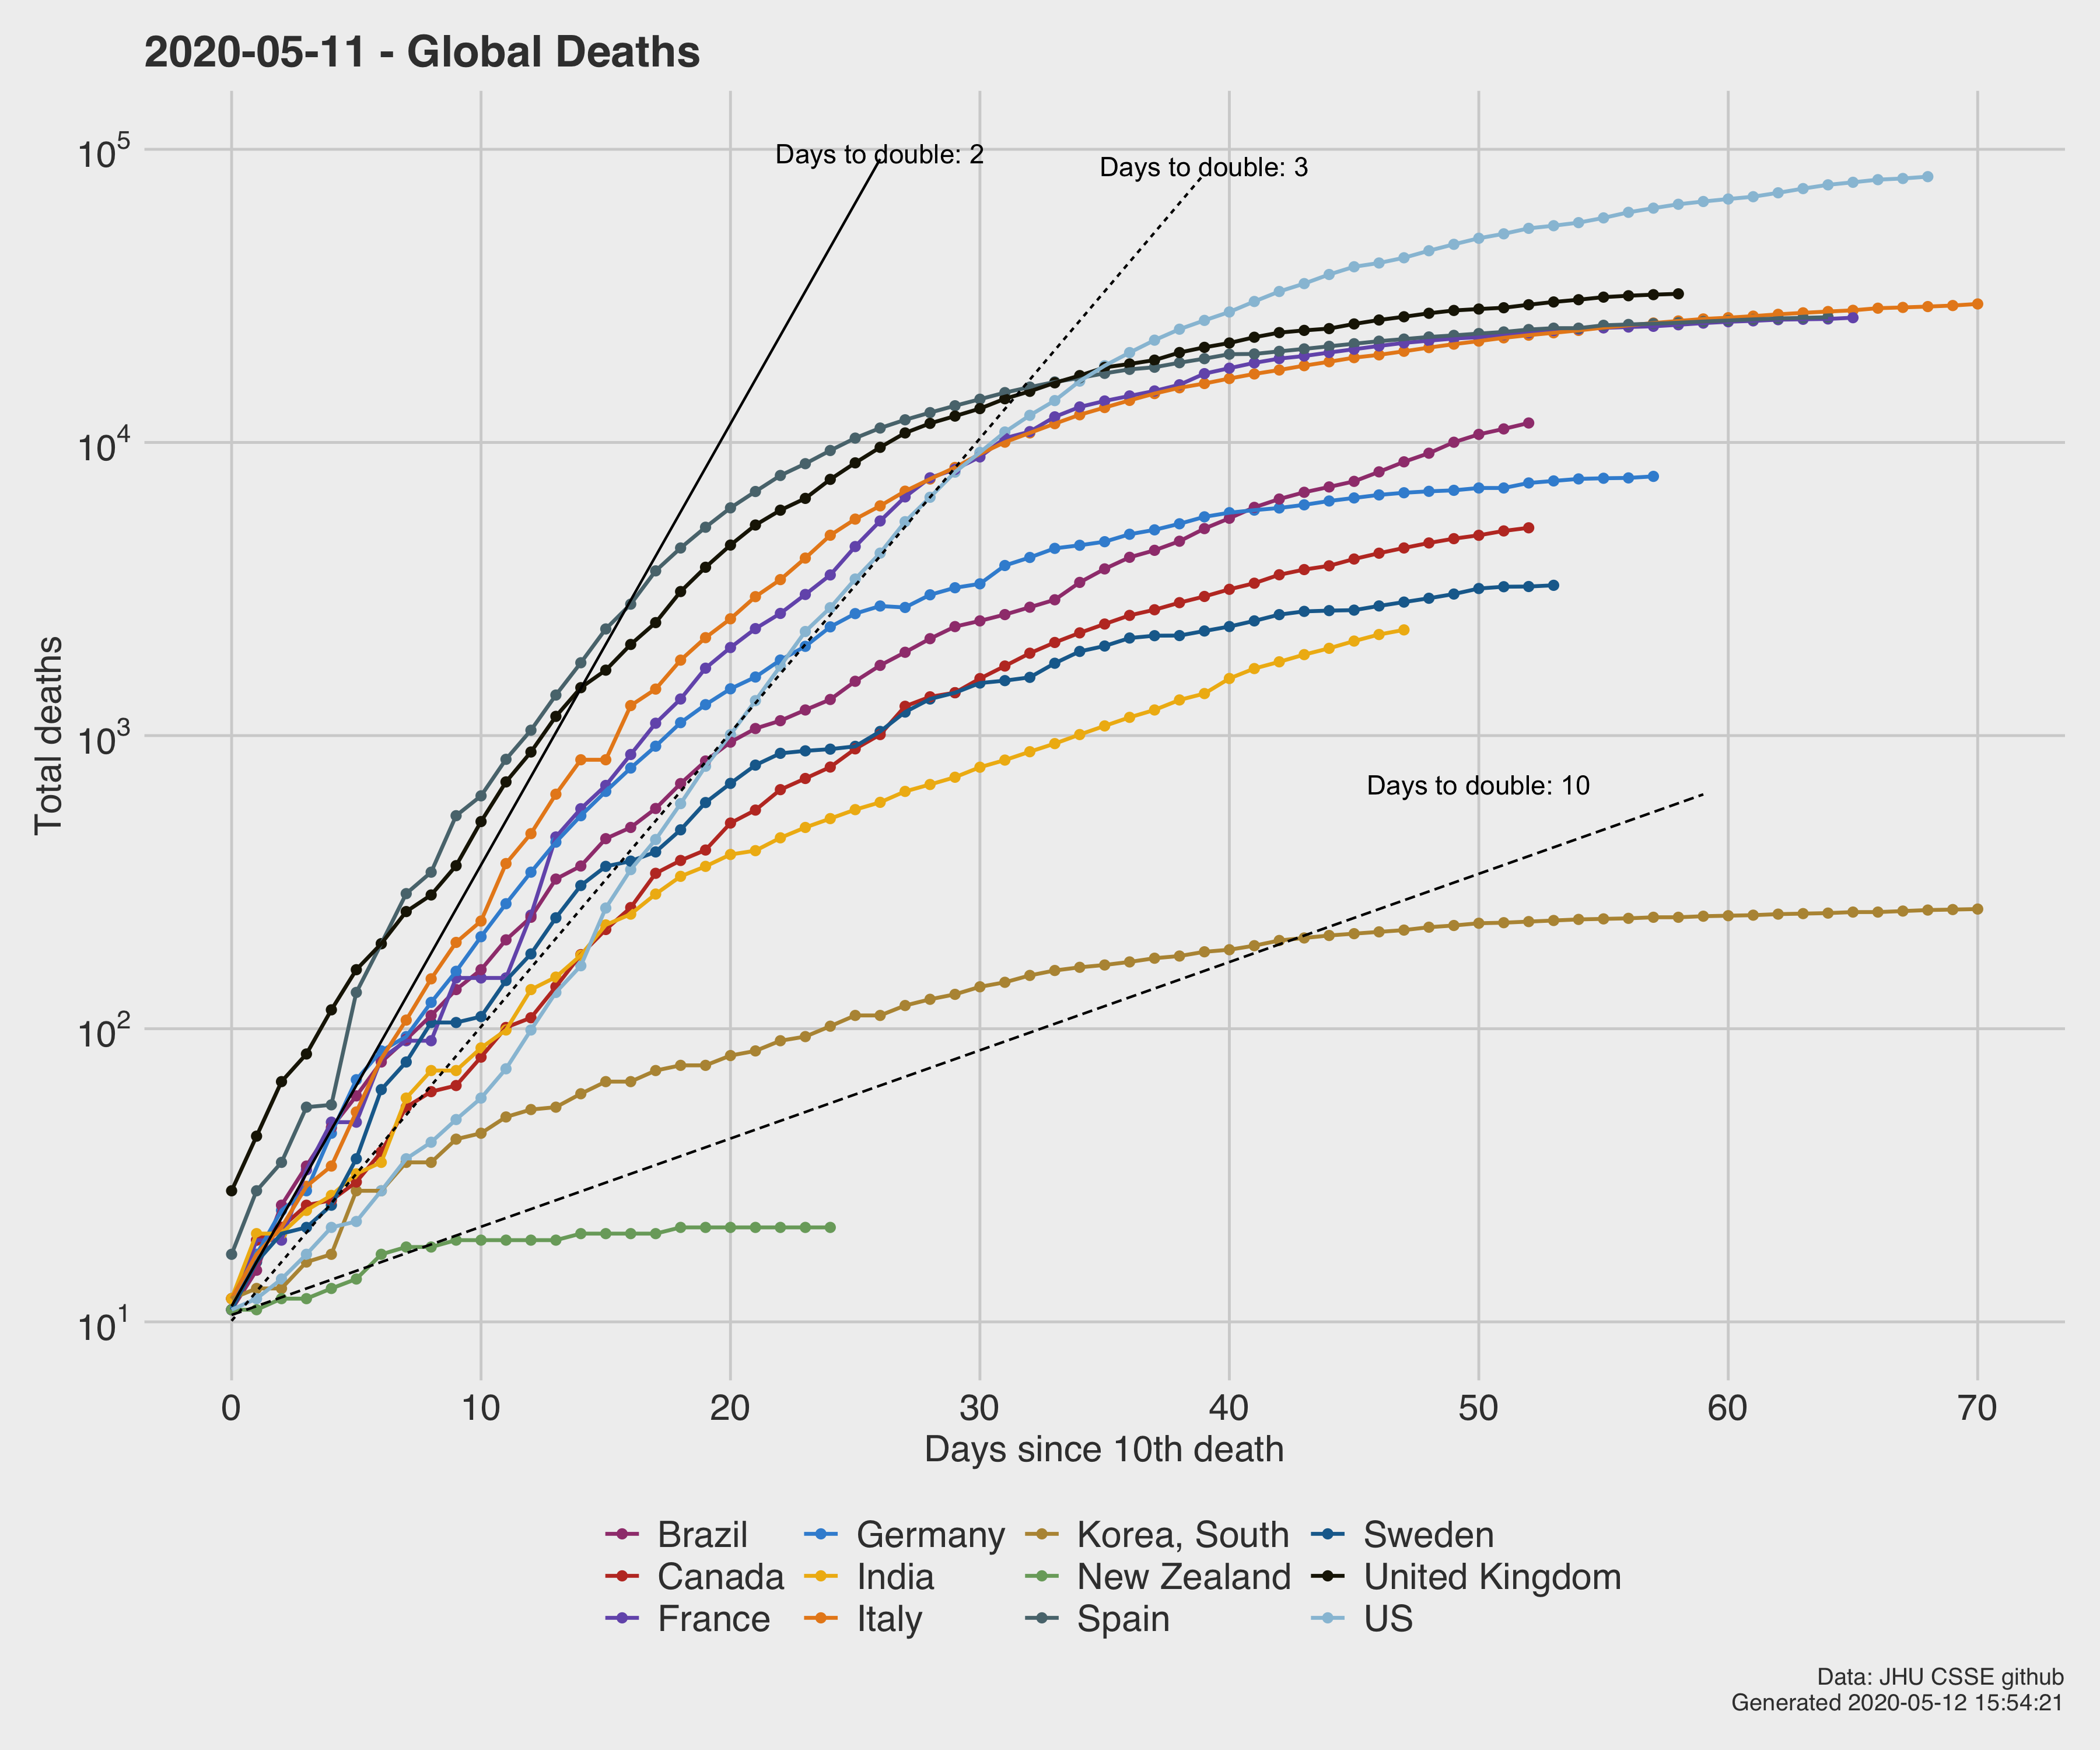 2020-05-11 - Global Deaths
Days to double: 2
Days to double: 3
Days to double: 10
10^5
10^4
10^3
10^2
10^1
Total deaths
0 10 20 30 40 50 60 70
Days since 10th death
Brazil Germany Korea, South Sweden
Canada India New Zealand United Kingdom
France Italy Spain US
Data: JHU CSSE github
Generated 2020-05-12 15:54:21